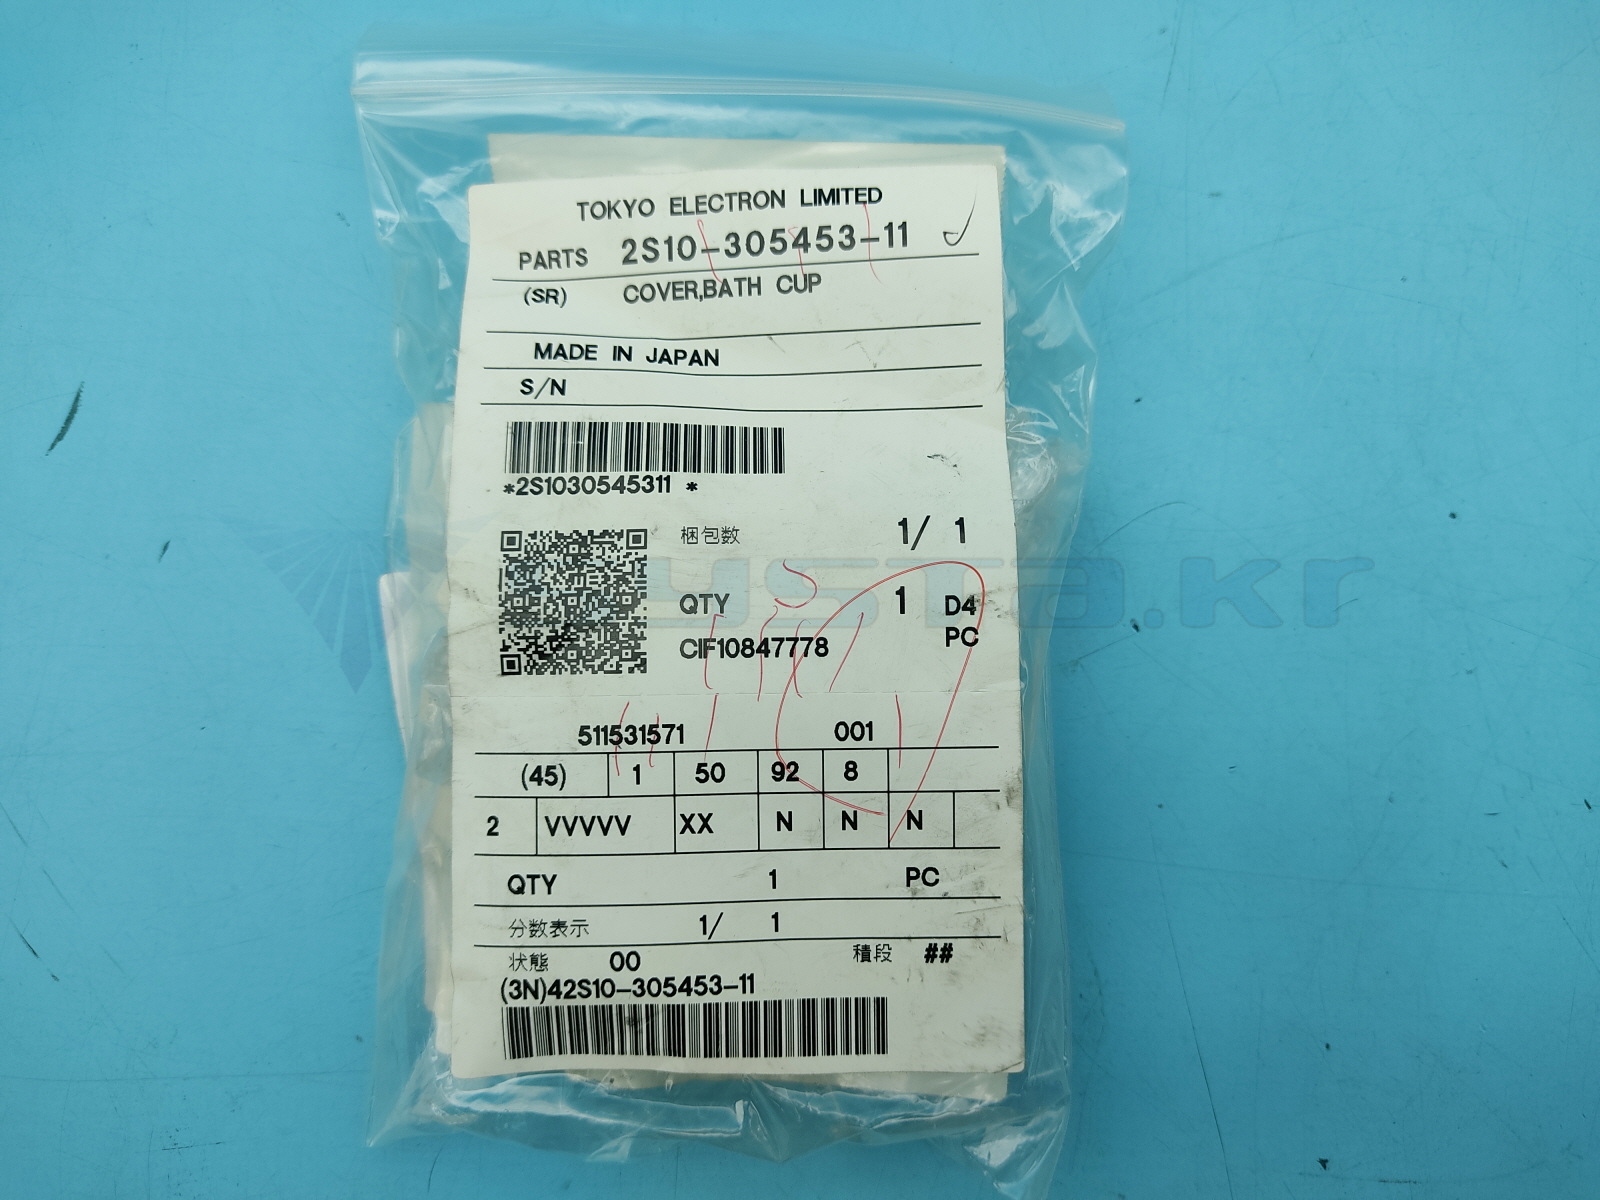 TOKYO ELECTRON LIMITED
PARTS 2S10-305453-11
(SR) COVER,BATH CUP
MADE IN JAPAN
S/N
*2S1030545311 *
梱包数 1/ 1
QTY 1 D4
CIF10847778 PC
511531571 001
(45) 1 50 92 8
2 VVVVV XX N N N
QTY 1 PC
分数表示 1/ 1
状態 00 積段 ##
(3N)42S10-305453-11
ysta.kr